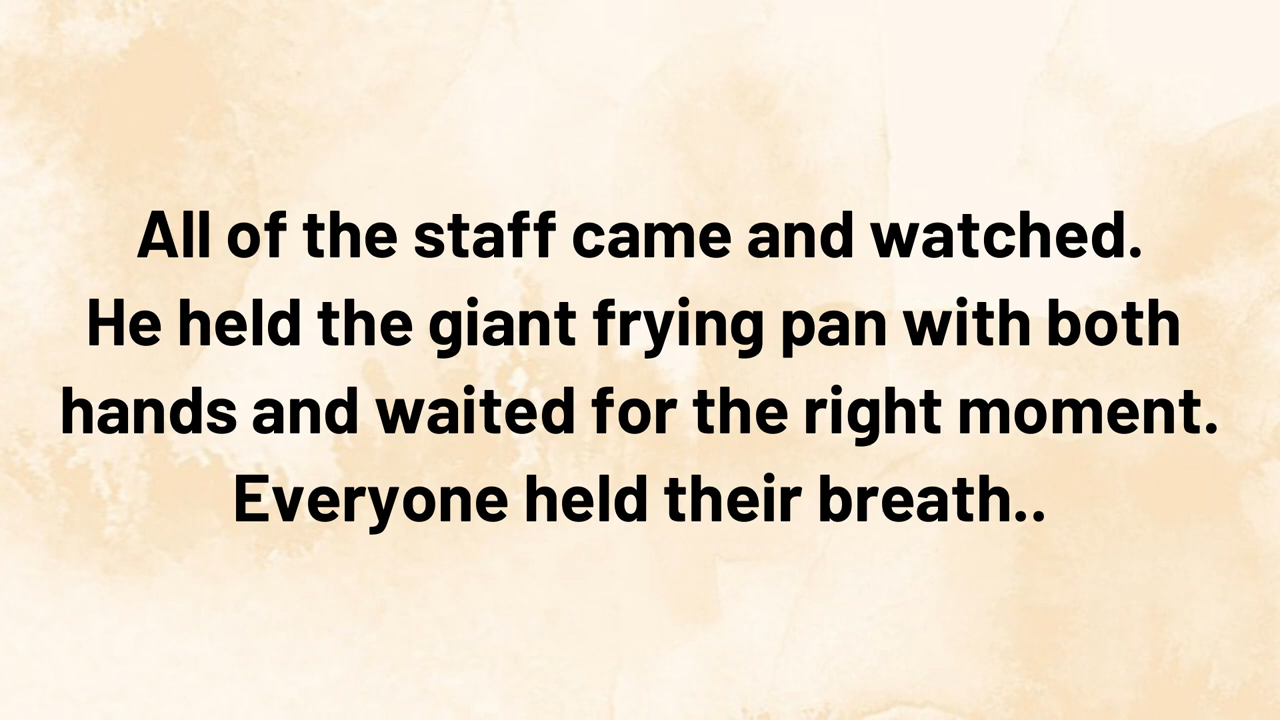 All of the staff came and watched.
He held the giant frying pan with both
hands and waited for the right moment.
Everyone held their breath..